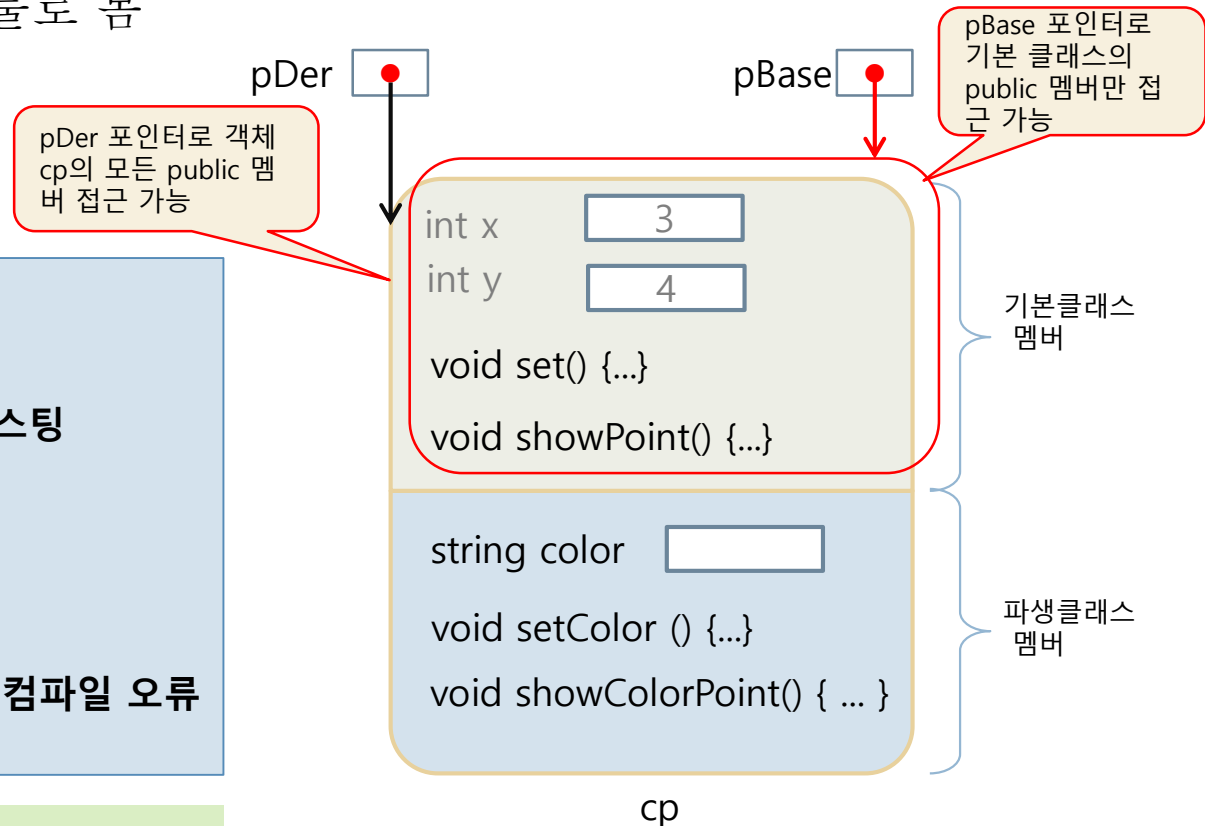 물로 봄
pDer
pBase
pBase 포인터로
기본 클래스의
public 멤버만 접
근 가능
pDer 포인터로 객체
cp의 모든 public 멤
버 접근 가능
int x
3
int y
4
void set() {...}
void showPoint() {...}
기본클래스
멤버
스팅
string color
void setColor () {...}
void showColorPoint() { ... }
파생클래스
멤버
컴파일 오류
cp